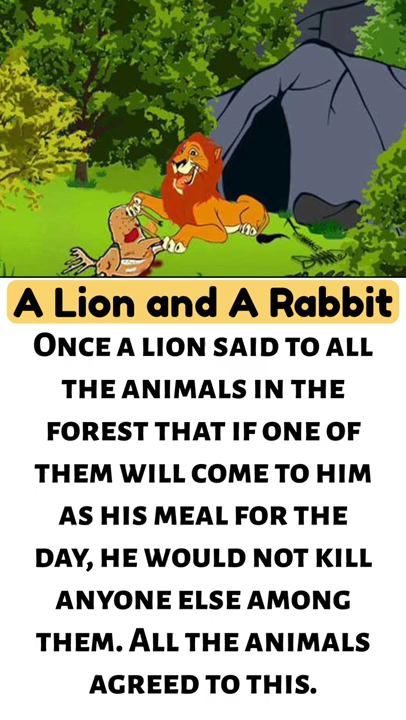 A Lion and A Rabbit
Once a lion said to all
the animals in the
forest that if one of
them will come to him
as his meal for the
day, he would not kill
anyone else among
them. All the animals
agreed to this.